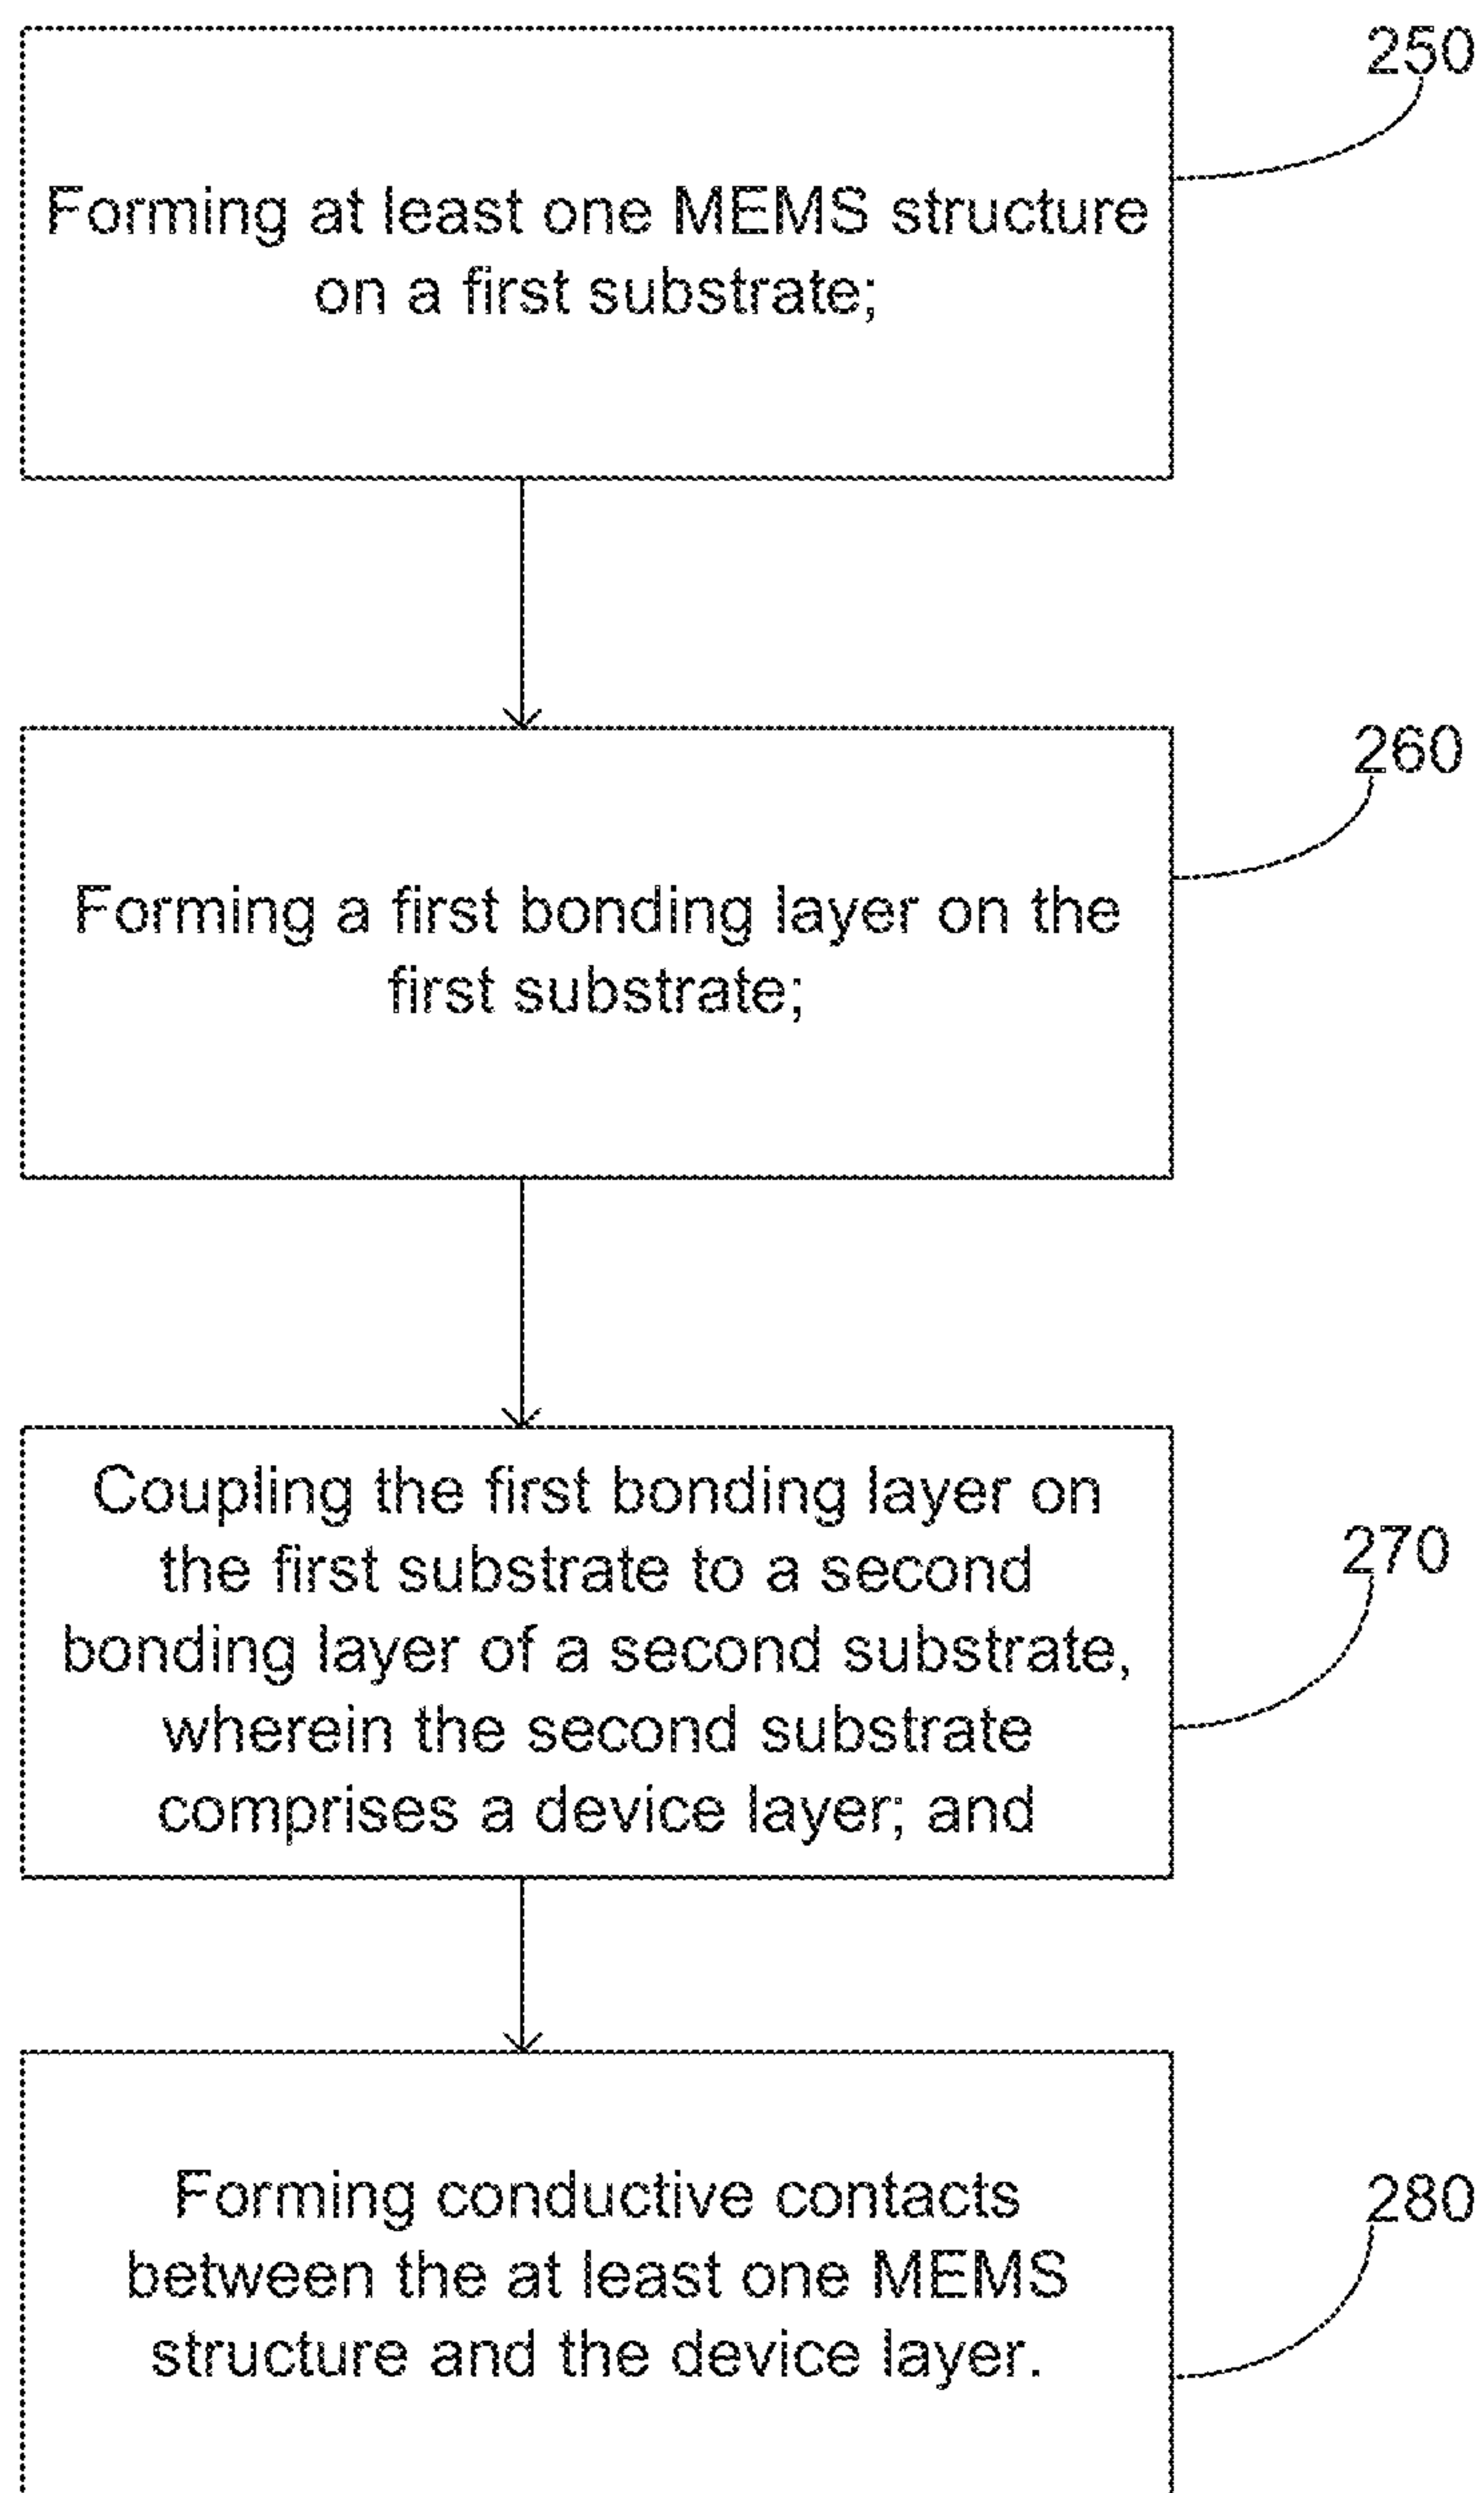 250
Forming at least one MEMS structure
on a first substrate;
260
Forming a first bonding layer on the
first substrate;
Coupling the first bonding layer on
the first substrate to a second
270
bonding layer of a second substrate,
wherein the second substrate
comprises a device layer; and
Forming conductive contacts
280
between the at least one MEMS
structure and the device layer.